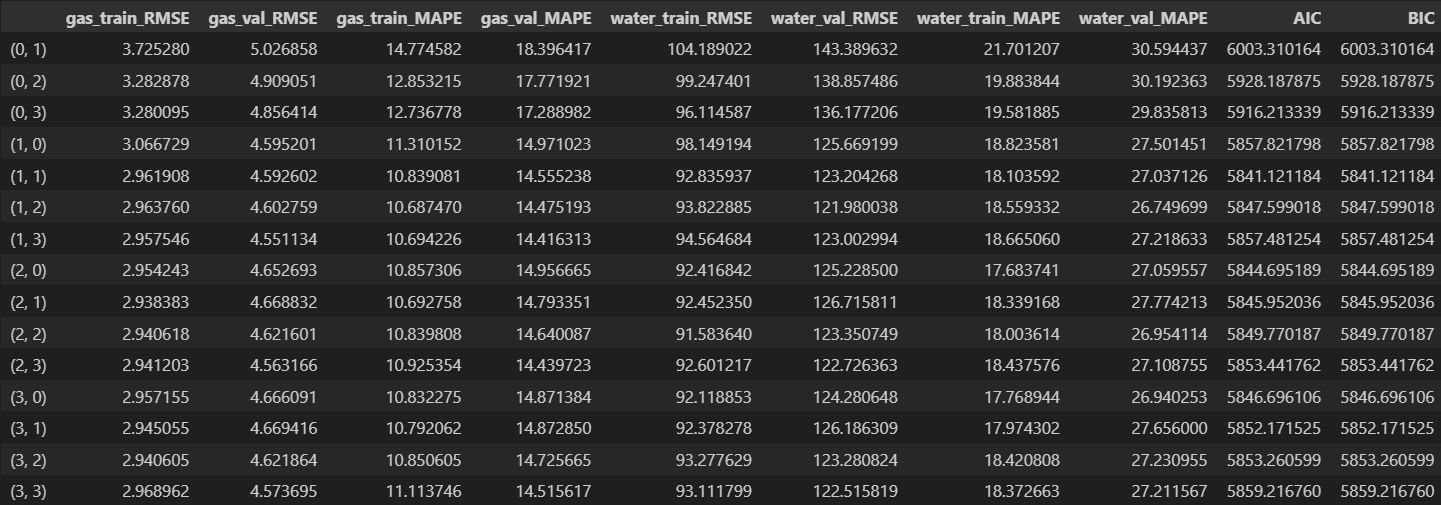 gas_train_RMSE gas_val_RMSE gas_train_MAPE gas_val_MAPE water_train_RMSE water_val_RMSE water_train_MAPE water_val_MAPE AIC BIC
(0, 1) 3.725280 5.026858 14.774582 18.396417 104.189022 143.389632 21.701207 30.594437 6003.310164 6003.310164
(0, 2) 3.282878 4.909051 12.853215 17.771921 99.247401 138.857486 19.883844 30.192363 5928.187875 5928.187875
(0, 3) 3.280095 4.856414 12.736778 17.288982 96.114587 136.177206 19.581885 29.835813 5916.213339 5916.213339
(1, 0) 3.066729 4.595201 11.310152 14.971023 98.149194 125.669199 18.823581 27.501451 5857.821798 5857.821798
(1, 1) 2.961908 4.592602 10.839081 14.555238 92.835937 123.204268 18.103592 27.037126 5841.121184 5841.121184
(1, 2) 2.963760 4.602759 10.687470 14.475193 93.822885 121.980038 18.559332 26.749699 5847.599018 5847.599018
(1, 3) 2.957546 4.551134 10.694226 14.416313 94.564684 123.002994 18.665060 27.218633 5857.481254 5857.481254
(2, 0) 2.954243 4.652693 10.857306 14.956665 92.416842 125.228500 17.683741 27.059557 5844.695189 5844.695189
(2, 1) 2.938383 4.668832 10.692758 14.793351 92.452350 126.715811 18.339168 27.774213 5845.952036 5845.952036
(2, 2) 2.940618 4.621601 10.839808 14.640087 91.583640 123.350749 18.003614 26.954114 5849.770187 5849.770187
(2, 3) 2.941203 4.563166 10.925354 14.439723 92.601217 122.726363 18.437576 27.108755 5853.441762 5853.441762
(3, 0) 2.957155 4.666091 10.832275 14.871384 92.118853 124.280648 17.768944 26.940253 5846.696106 5846.696106
(3, 1) 2.945055 4.669416 10.792062 14.872850 92.378278 126.186309 17.974302 27.656000 5852.171525 5852.171525
(3, 2) 2.940605 4.621864 10.850605 14.725665 93.277629 123.280824 18.420808 27.230955 5853.260599 5853.260599
(3, 3) 2.968962 4.573695 11.113746 14.515617 93.111799 122.515819 18.372663 27.211567 5859.216760 5859.216760